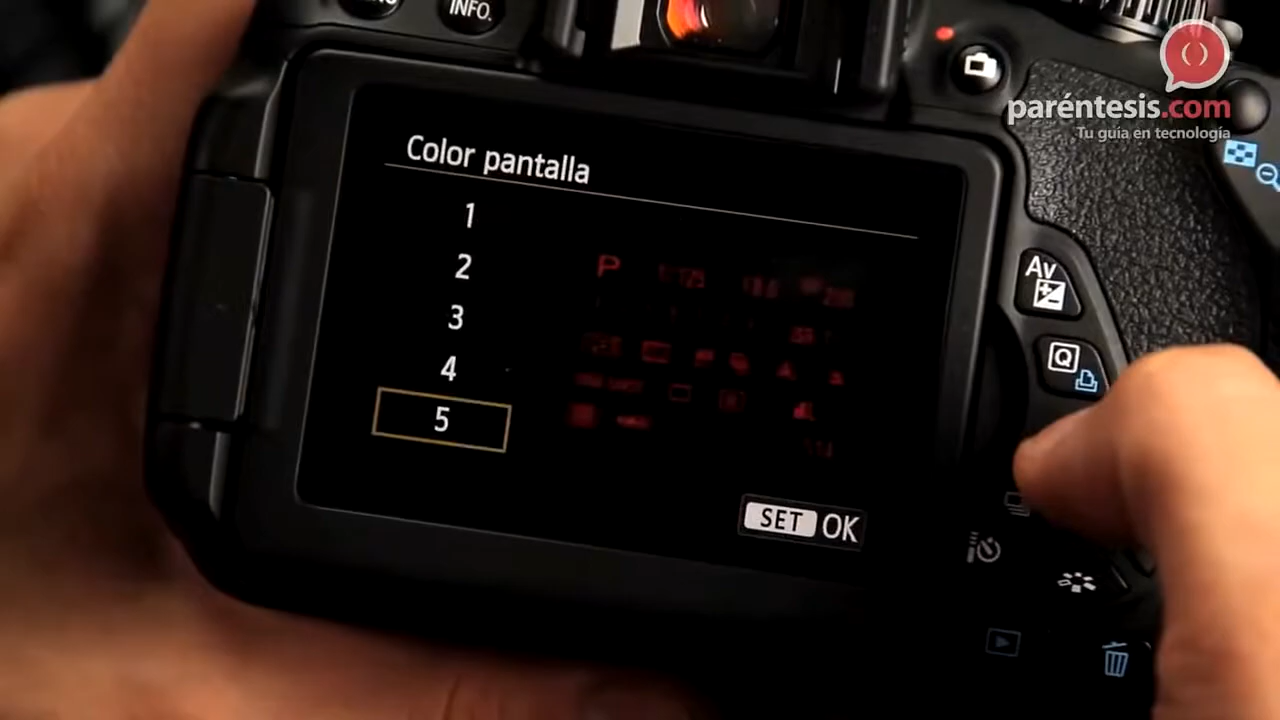 INFO.
paréntesis.com
Tu guía en tecnología
Color pantalla
1
2
3
4
5
P
SET OK
Av
Q